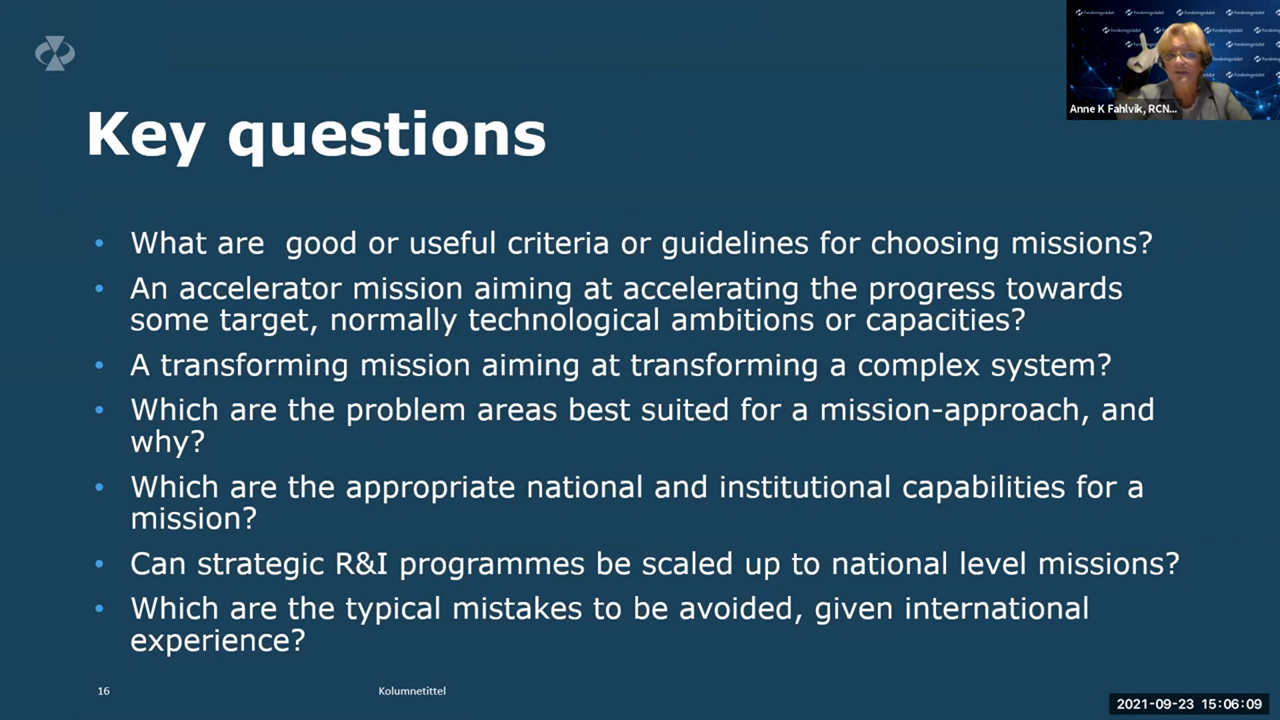 Key questions
• What are  good or useful criteria or guidelines for choosing missions?
• An accelerator mission aiming at accelerating the progress towards
some target, normally technological ambitions or capacities?
• A transforming mission aiming at transforming a complex system?
• Which are the problem areas best suited for a mission-approach, and
why?
• Which are the appropriate national and institutional capabilities for a
mission?
• Can strategic R&I programmes be scaled up to national level missions?
• Which are the typical mistakes to be avoided, given international
experience?
16
Kolumnetittel
Forskningsrådet Forskningsrådet Forskningsrådet Forskningsrådet
Anne K Fahlvik, RCN...
2021-09-23 15:06:09